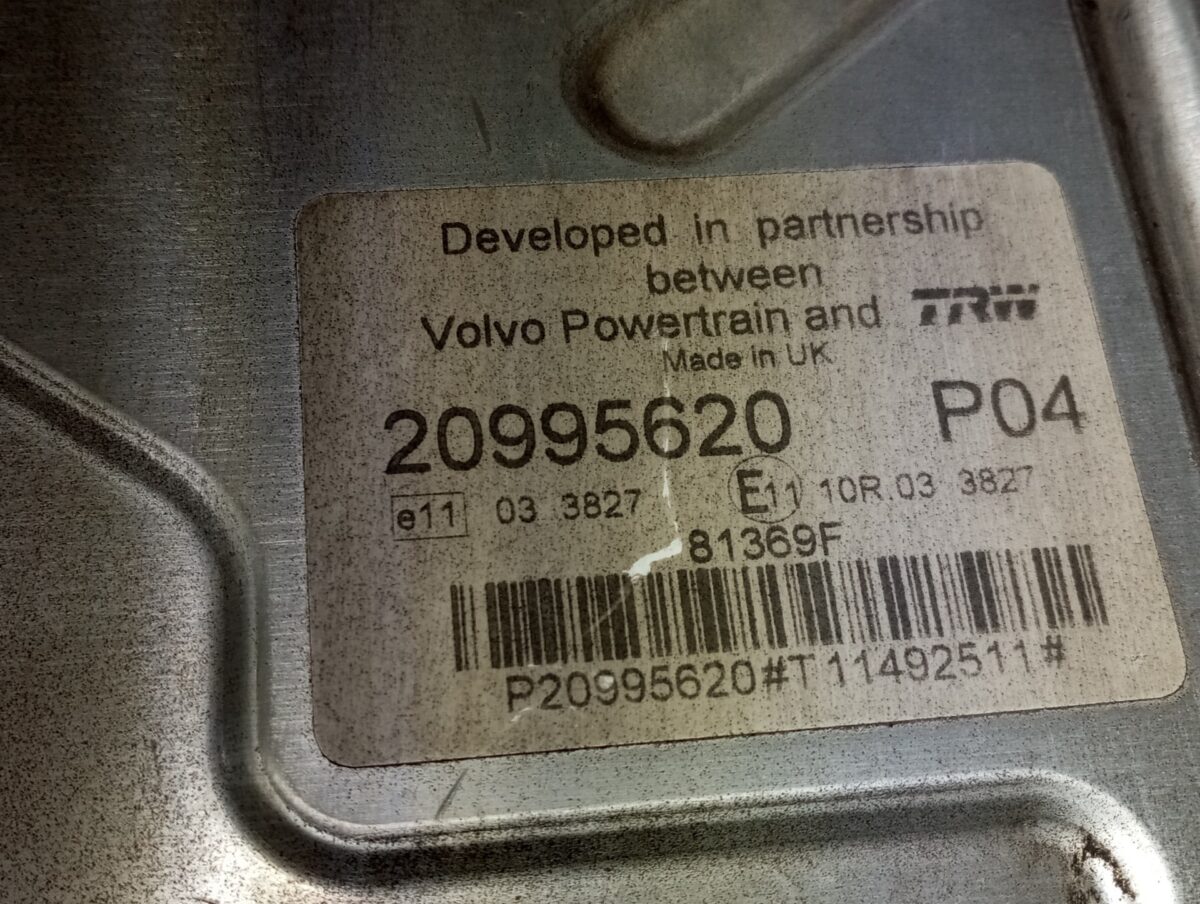 Developed in partnership
between
Volvo Powertrain and TRW
Made in UK
20995620 P04
e11 03 3827 E11 10R.03 3827
81369F
P20995620#T11492511#